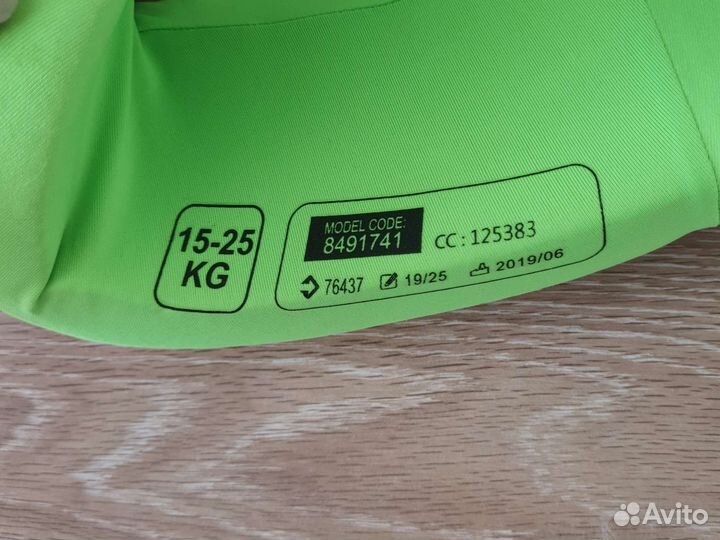 15-25
KG
MODEL CODE:
8491741
CC: 125383
76437
19/25
2019/06
Avito